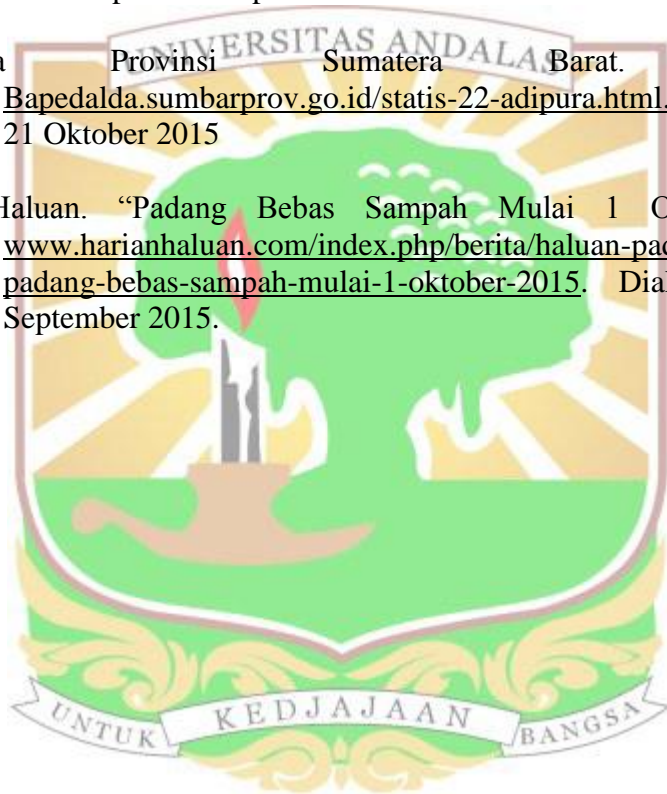 UNIVERSITAS ANDALAS
Provinsi Sumatera Barat.
Bapedalda.sumbarprov.go.id/statis-22-adipura.html.
21 Oktober 2015
Haluan. “Padang Bebas Sampah Mulai 1 O
www.harianhaluan.com/index.php/berita/haluan-pad
padang-bebas-sampah-mulai-1-oktober-2015. Dial
September 2015.
UNTUK KEDJAJAAN BANGSA